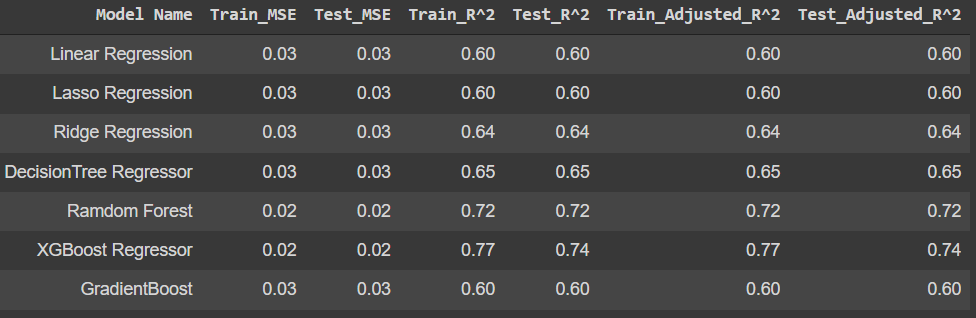 Model Name Train_MSE Test_MSE Train_R^2 Test_R^2 Train_Adjusted_R^2 Test_Adjusted_R^2
Linear Regression 0.03 0.03 0.60 0.60 0.60 0.60
Lasso Regression 0.03 0.03 0.60 0.60 0.60 0.60
Ridge Regression 0.03 0.03 0.64 0.64 0.64 0.64
DecisionTree Regressor 0.03 0.03 0.65 0.65 0.65 0.65
Ramdom Forest 0.02 0.02 0.72 0.72 0.72 0.72
XGBoost Regressor 0.02 0.02 0.77 0.74 0.77 0.74
GradientBoost 0.03 0.03 0.60 0.60 0.60 0.60